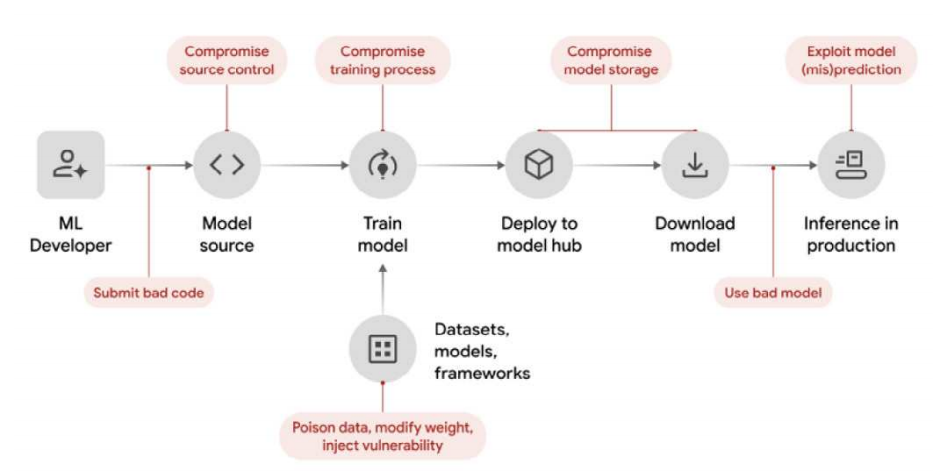 Compromise
source control
Compromise
training process
Compromise
model storage
Exploit model
(mis)prediction
ML
Developer
Model
source
Train
model
Deploy to
model hub
Download
model
Inference in
production
Submit bad code
Use bad model
Datasets,
models,
frameworks
Poison data, modify weight,
inject vulnerability